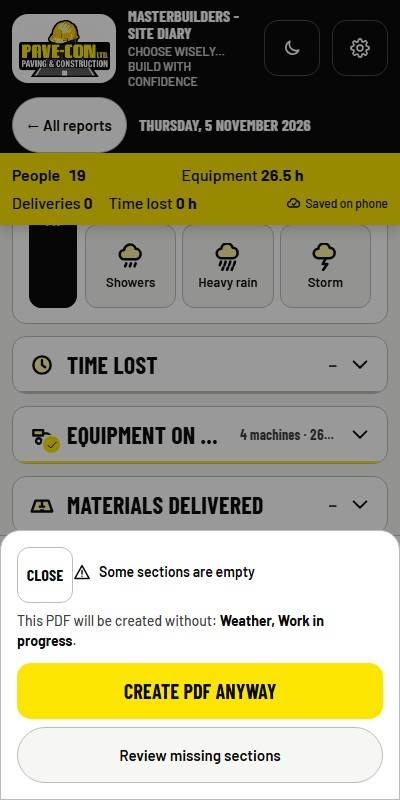 PAVE-CON LTD.
PAVING & CONSTRUCTION
MASTERBUILDERS -
SITE DIARY
CHOOSE WISELY...
BUILD WITH
CONFIDENCE
← All reports
THURSDAY, 5 NOVEMBER 2026
People 19
Equipment 26.5 h
Deliveries 0
Time lost 0 h
Saved on phone
Showers
Heavy rain
Storm
TIME LOST
–
EQUIPMENT ON ...
4 machines · 26...
MATERIALS DELIVERED
–
CLOSE
Some sections are empty
This PDF will be created without: Weather, Work in
progress.
CREATE PDF ANYWAY
Review missing sections